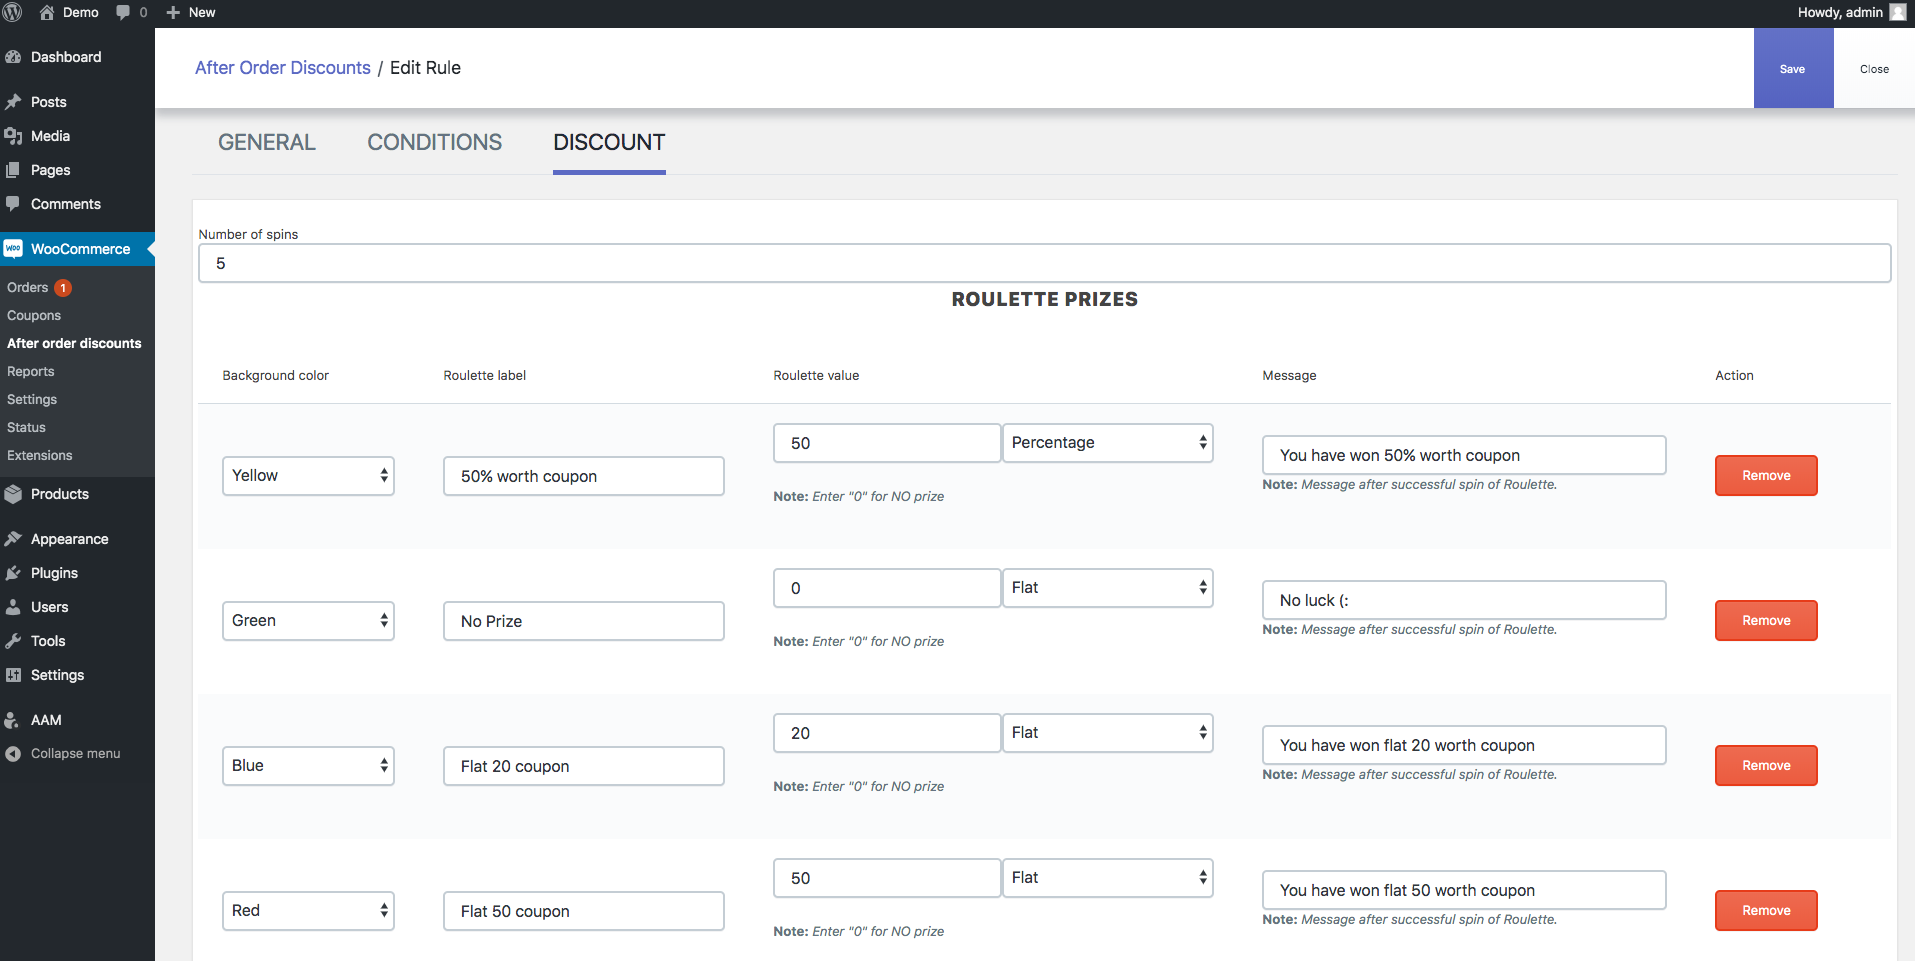 Demo 0 New Howdy, admin
Dashboard
Posts
Media
Pages
Comments
WOO WooCommerce
Orders 1
Coupons
After order discounts
Reports
Settings
Status
Extensions
Products
Appearance
Plugins
Users
Tools
Settings
AAM
Collapse menu
After Order Discounts / Edit Rule
Save Close
GENERAL CONDITIONS DISCOUNT
Number of spins
5
ROULETTE PRIZES
Background color Roulette label Roulette value Message Action
Yellow 50% worth coupon 50 Percentage You have won 50% worth coupon Remove
Note: Enter "0" for NO prize Note: Message after successful spin of Roulette.
Green No Prize 0 Flat No luck (: Remove
Note: Enter "0" for NO prize Note: Message after successful spin of Roulette.
Blue Flat 20 coupon 20 Flat You have won flat 20 worth coupon Remove
Note: Enter "0" for NO prize Note: Message after successful spin of Roulette.
Red Flat 50 coupon 50 Flat You have won flat 50 worth coupon Remove
Note: Enter "0" for NO prize Note: Message after successful spin of Roulette.